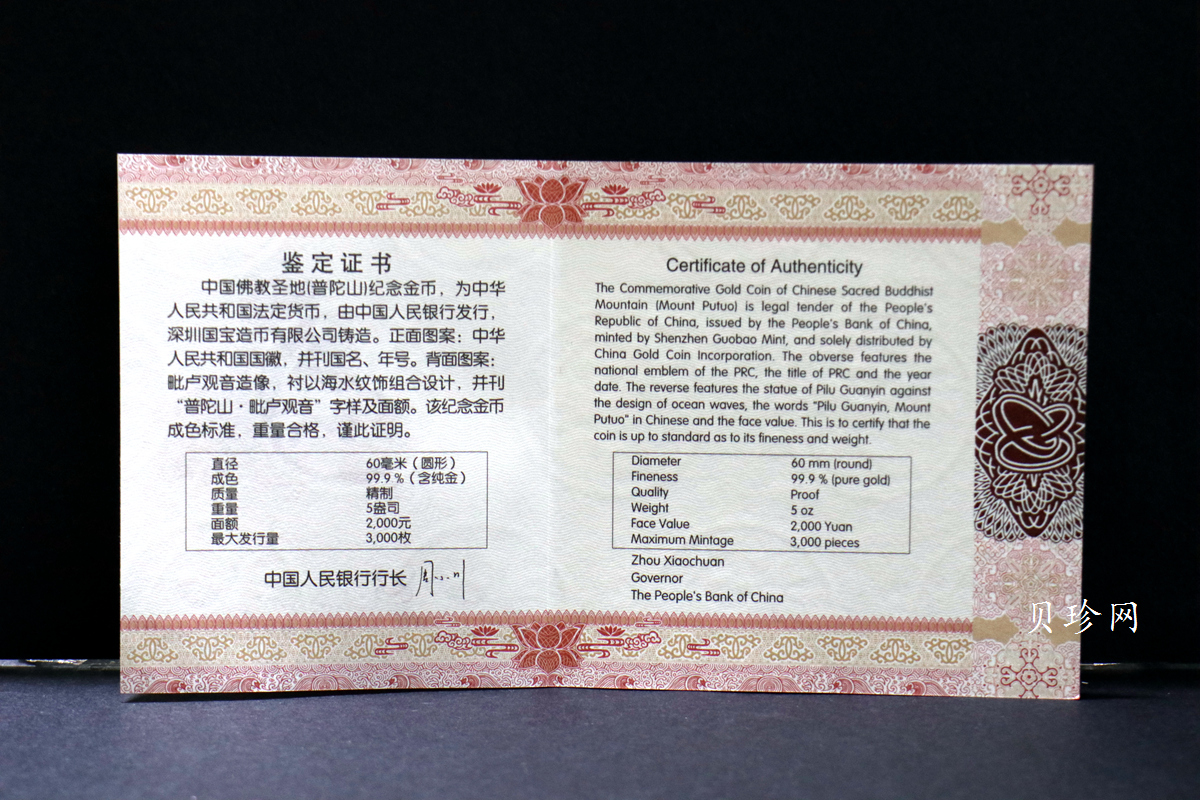 鉴定证书
中国佛教圣地(普陀山)纪念金币，为中华
人民共和国法定货币，由中国人民银行发行，
深圳国宝造币有限公司铸造。正面图案：中华
人民共和国国徽，并刊国名、年号。背面图案：
毗卢观音造像，衬以海水纹饰组合设计，并刊
“普陀山·毗卢观音”字样及面额。该纪念金币
成色标准，重量合格，谨此证明。
直径 60毫米（圆形）
成色 99.9％（含纯金）
质量 精制
重量 5盎司
面额 2,000元
最大发行量 3,000枚
中国人民银行行长
Certificate of Authenticity
The Commemorative Gold Coin of Chinese Sacred Buddhist
Mountain (Mount Putuo) is legal tender of the People's
Republic of China, issued by the People's Bank of China,
minted by Shenzhen Guobao Mint, and solely distributed by
China Gold Coin Incorporation. The obverse features the
national emblem of the PRC, the title of PRC and the year
date. The reverse features the statue of Pilu Guanyin against
the design of ocean waves, the words "Pilu Guanyin, Mount
Putuo" in Chinese and the face value. This is to certify that the
coin is up to standard as to its fineness and weight.
Diameter 60 mm (round)
Fineness 99.9 % (pure gold)
Quality Proof
Weight 5 oz
Face Value 2,000 Yuan
Maximum Mintage 3,000 pieces
Zhou Xiaochuan
Governor
The People's Bank of China
贝珍网